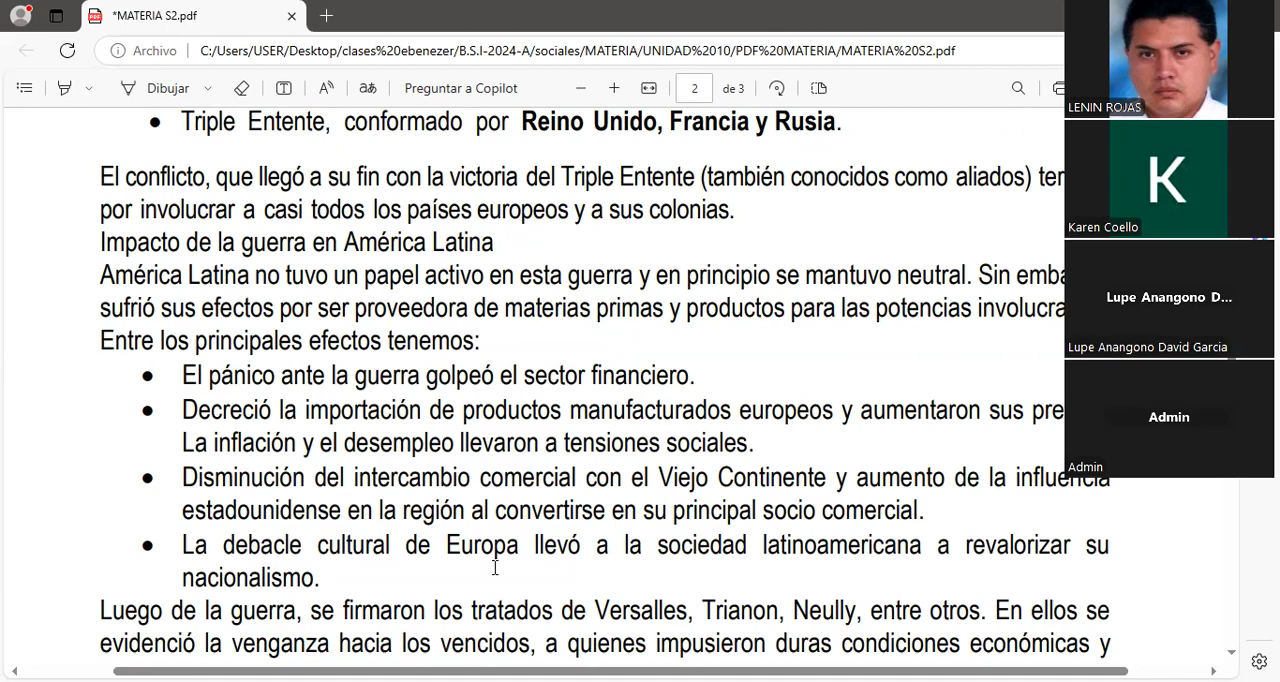 *MATERIA S2.pdf
Archivo
C:/Users/USER/Desktop/clases%20ebenezer/B.S.I-2024-A/sociales/MATERIA/UNIDAD%2010/PDF%20MATERIA/MATERIA%20S2.pdf
Dibujar
Preguntar a Copilot
2
de 3
• Triple Entente, conformado por Reino Unido, Francia y Rusia.
El conflicto, que llegó a su fin con la victoria del Triple Entente (también conocidos como aliados)
por involucrar a casi todos los países europeos y a sus colonias.
Impacto de la guerra en América Latina
América Latina no tuvo un papel activo en esta guerra y en principio se mantuvo neutral. Sin
sufrió sus efectos por ser proveedora de materias primas y productos para las potencias
Entre los principales efectos tenemos:
• El pánico ante la guerra golpeó el sector financiero.
• Decreció la importación de productos manufacturados europeos y aumentaron sus
La inflación y el desempleo llevaron a tensiones sociales.
• Disminución del intercambio comercial con el Viejo Continente y aumento de la influencia
estadounidense en la región al convertirse en su principal socio comercial.
• La debacle cultural de Europa llevó a la sociedad latinoamericana a revalorizar su
nacionalismo.
Luego de la guerra, se firmaron los tratados de Versalles, Trianon, Neully, entre otros. En ellos se
evidenció la venganza hacia los vencidos, a quienes impusieron duras condiciones económicas y
LENIN ROJAS
K
Karen Coello
Lupe Anangono D...
Lupe Anangono David Garcia
Admin
Admin